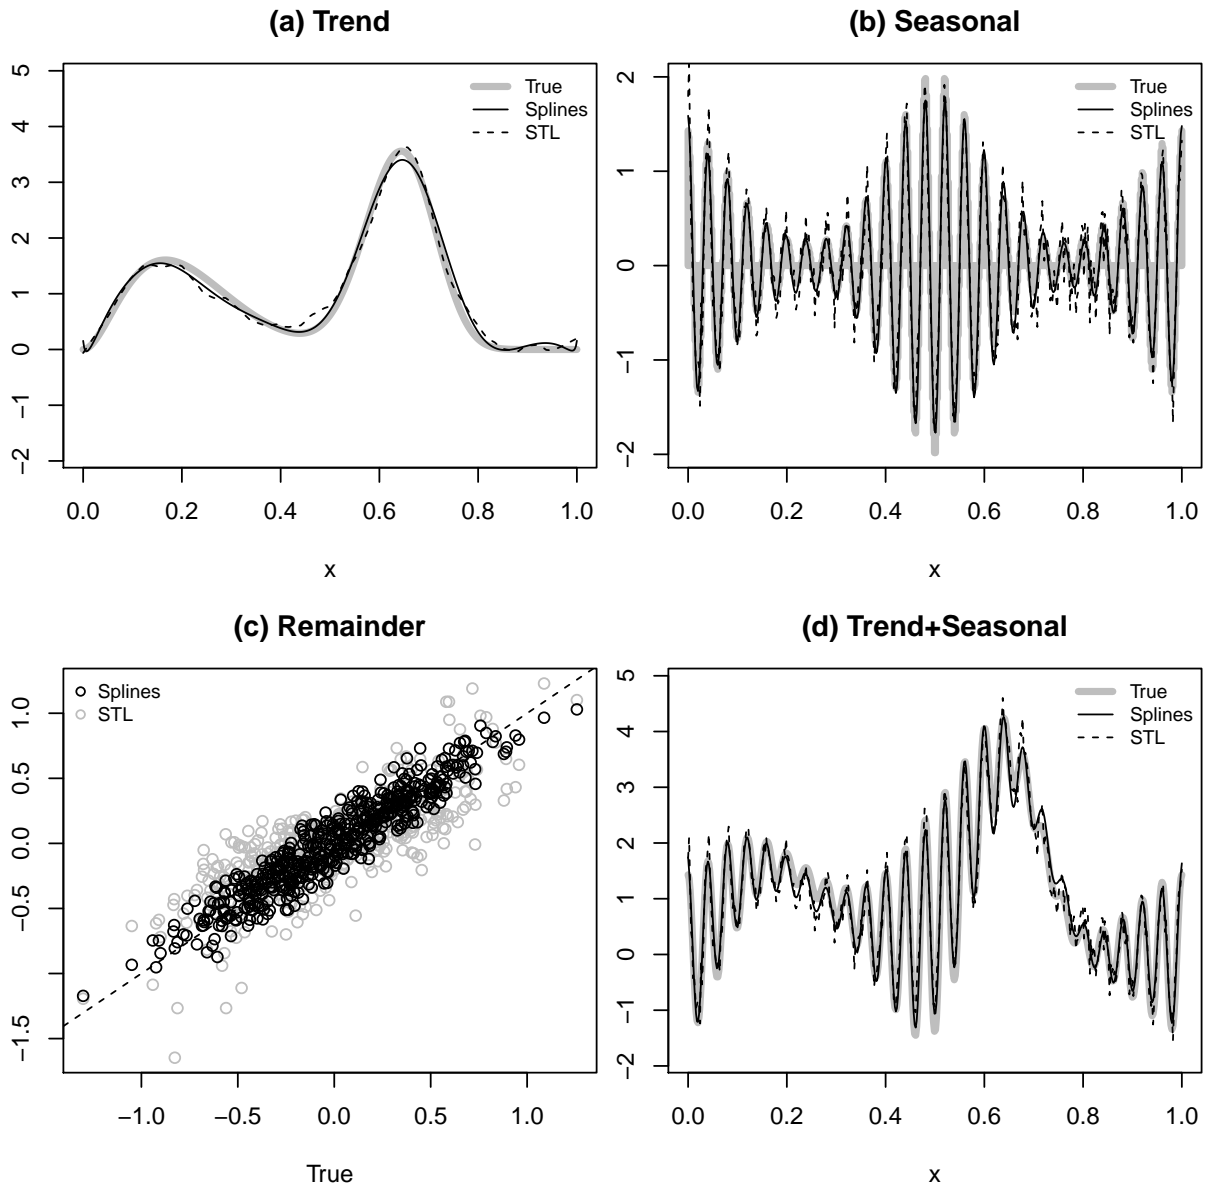 (a) Trend
5
4
3
2
1
0
−1
−2
True
Splines
STL
0.0 0.2 0.4 0.6 0.8 1.0
x
(b) Seasonal
2
1
0
−1
−2
True
Splines
STL
0.0 0.2 0.4 0.6 0.8 1.0
x
(c) Remainder
1.0
0.5
0.0
−0.5
−1.5
Splines
STL
−1.0 −0.5 0.0 0.5 1.0
True
(d) Trend+Seasonal
5
4
3
2
1
0
−1
−2
True
Splines
STL
0.0 0.2 0.4 0.6 0.8 1.0
x